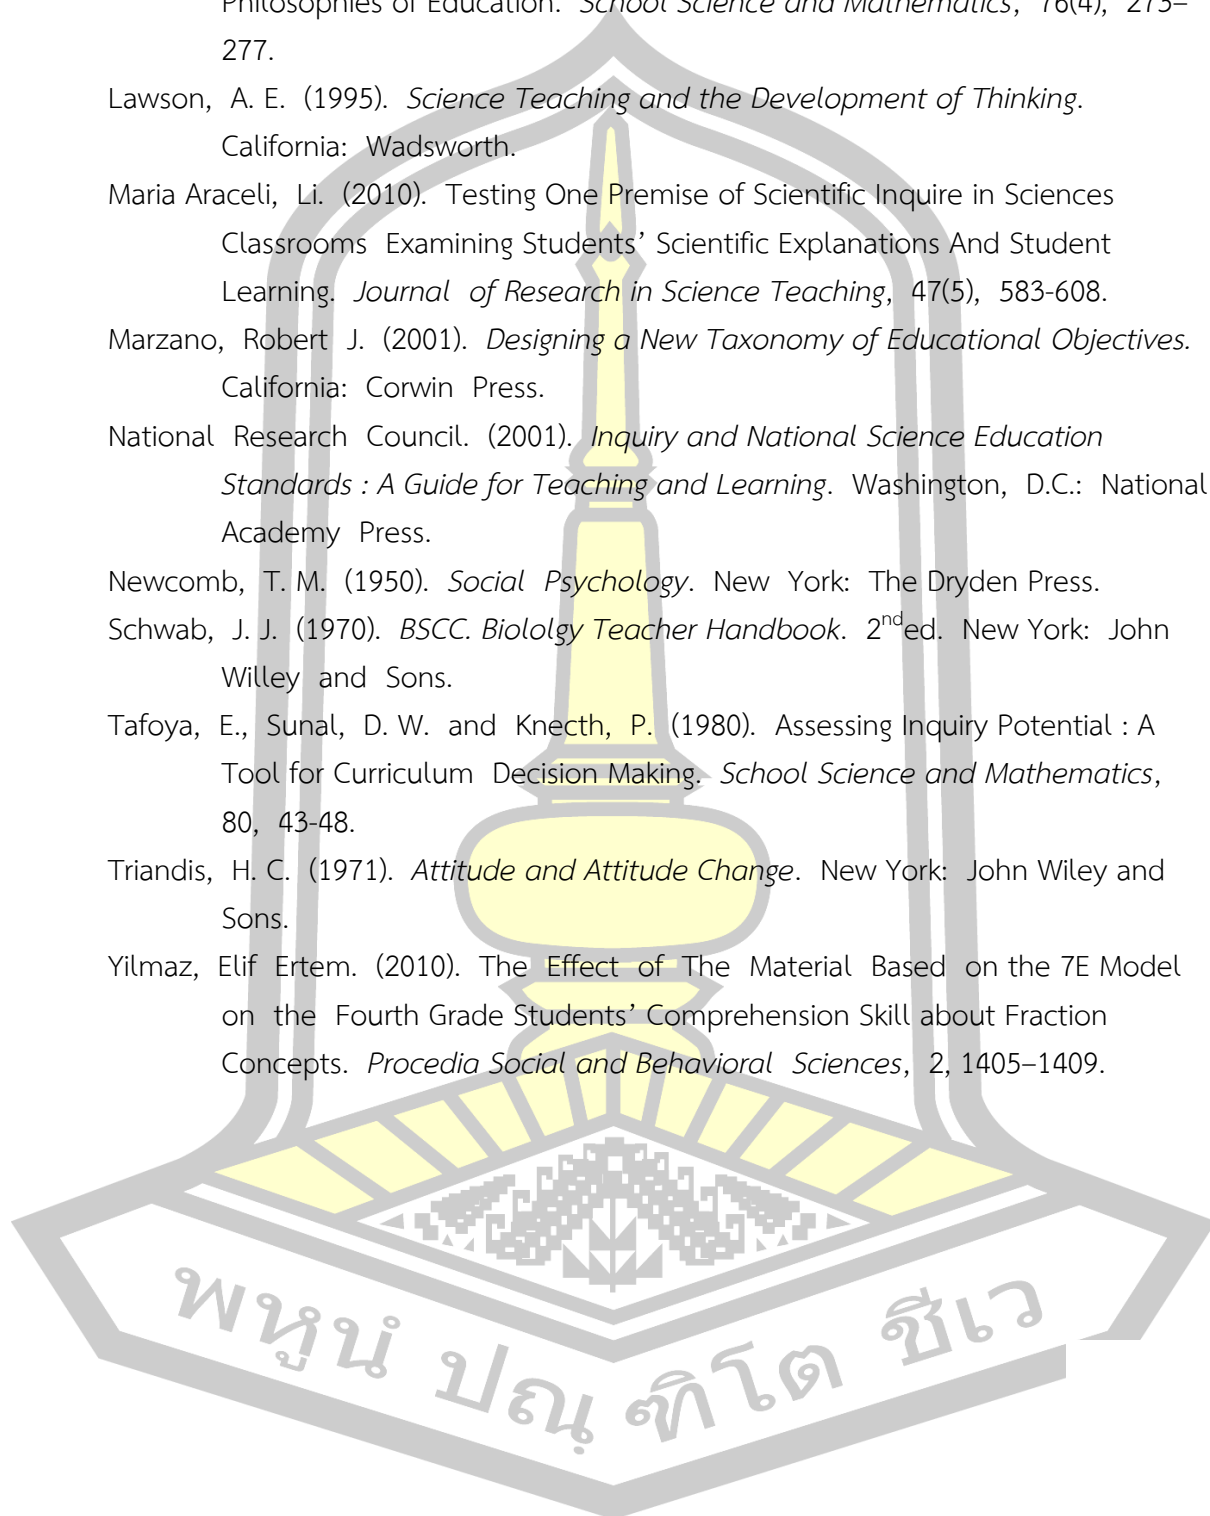 Philosophies of Education. School Science and Mathematics, 76(4), 273–
277.
Lawson, A. E. (1995). Science Teaching and the Development of Thinking.
California: Wadsworth.
Maria Araceli, Li. (2010). Testing One Premise of Scientific Inquire in Sciences
Classrooms Examining Students’ Scientific Explanations And Student
Learning. Journal of Research in Science Teaching, 47(5), 583-608.
Marzano, Robert J. (2001). Designing a New Taxonomy of Educational Objectives.
California: Corwin Press.
National Research Council. (2001). Inquiry and National Science Education
Standards : A Guide for Teaching and Learning. Washington, D.C.: National
Academy Press.
Newcomb, T. M. (1950). Social Psychology. New York: The Dryden Press.
Schwab, J. J. (1970). BSCC. Biololgy Teacher Handbook. 2nded. New York: John
Willey and Sons.
Tafoya, E., Sunal, D. W. and Knecth, P. (1980). Assessing Inquiry Potential : A
Tool for Curriculum Decision Making. School Science and Mathematics,
80, 43-48.
Triandis, H. C. (1971). Attitude and Attitude Change. New York: John Wiley and
Sons.
Yilmaz, Elif Ertem. (2010). The Effect of The Material Based on the 7E Model
on the Fourth Grade Students’ Comprehension Skill about Fraction
Concepts. Procedia Social and Behavioral Sciences, 2, 1405–1409.
พหูนํ ปณฺ ฑิโต ชีเว